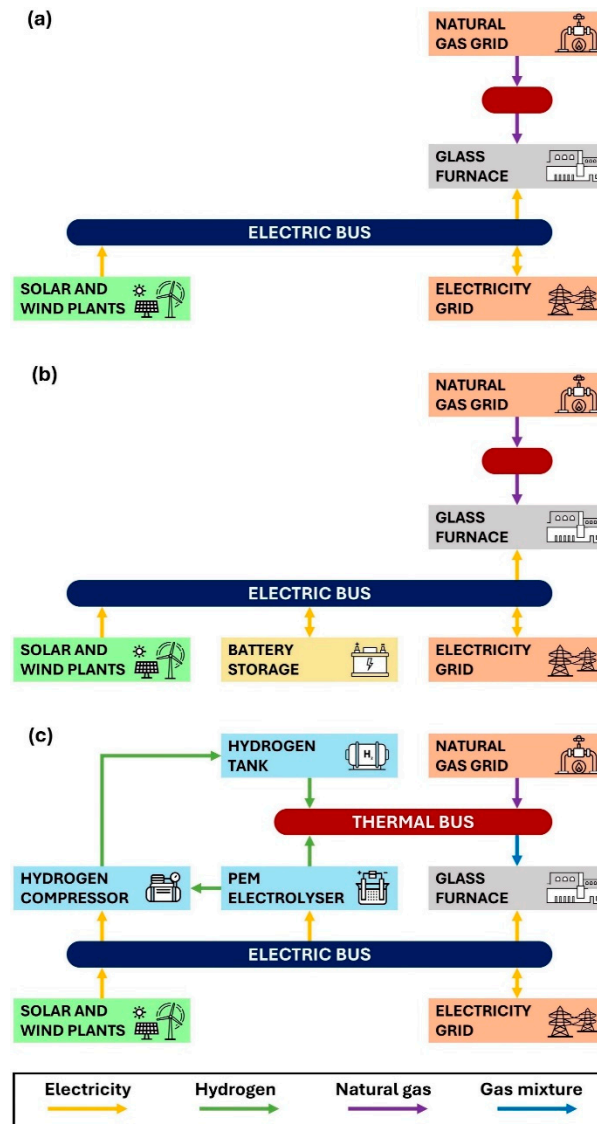 (a)
NATURAL
GAS GRID
GLASS
FURNACE
ELECTRIC BUS
SOLAR AND
WIND PLANTS
ELECTRICITY
GRID
(b)
NATURAL
GAS GRID
GLASS
FURNACE
ELECTRIC BUS
SOLAR AND
WIND PLANTS
BATTERY
STORAGE
ELECTRICITY
GRID
(c)
HYDROGEN
TANK
H₂
NATURAL
GAS GRID
THERMAL BUS
HYDROGEN
COMPRESSOR
PEM
ELECTROLYSER
GLASS
FURNACE
ELECTRIC BUS
SOLAR AND
WIND PLANTS
ELECTRICITY
GRID
Electricity
Hydrogen
Natural gas
Gas mixture